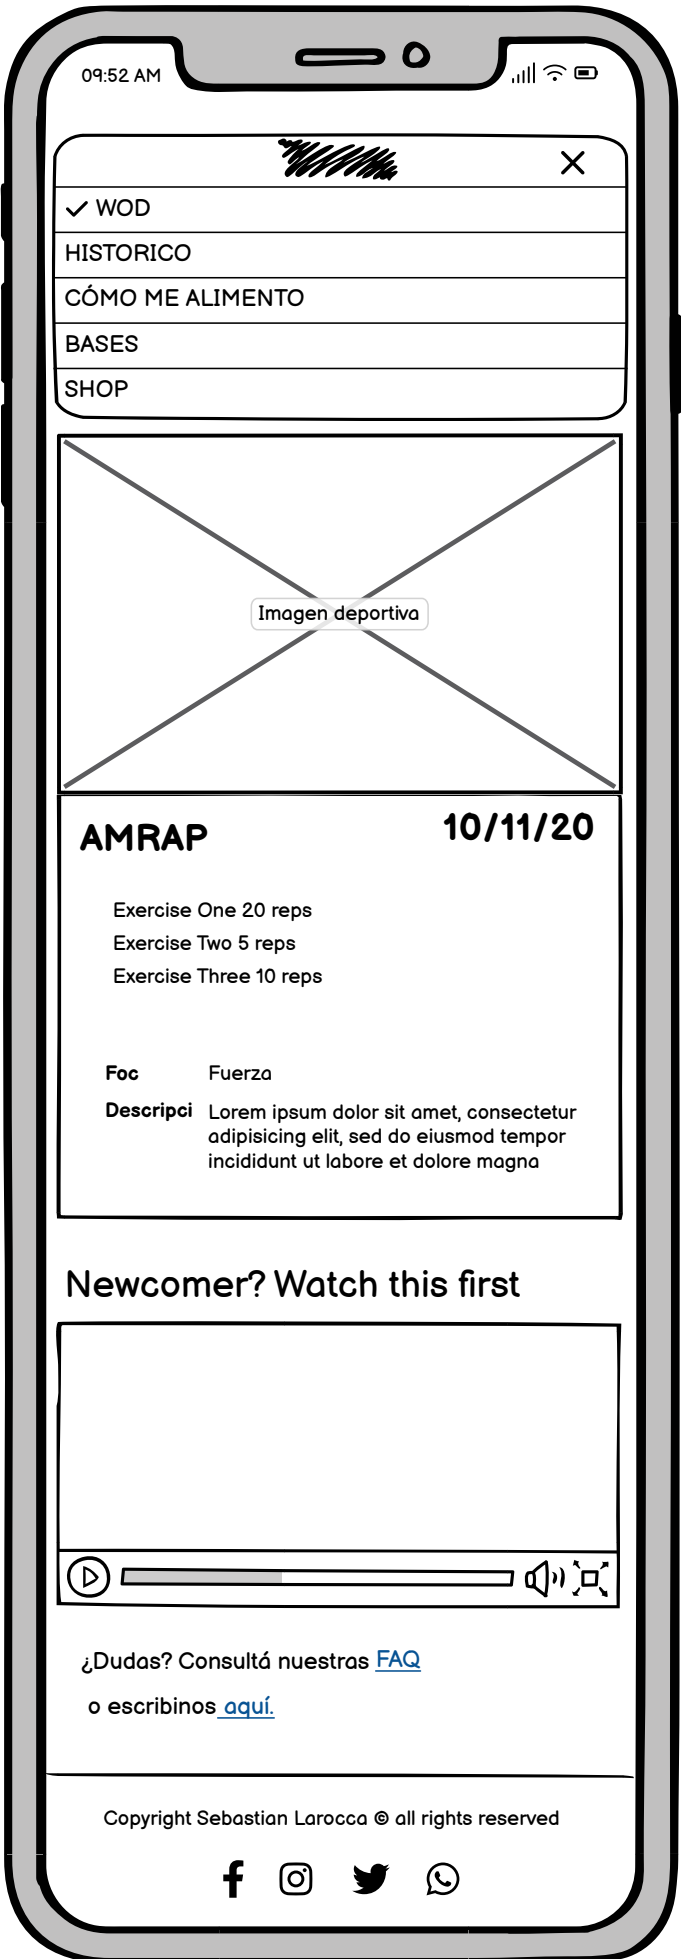 09:52 AM
WOD
HISTORICO
CÓMO ME ALIMENTO
BASES
SHOP
Imagen deportiva
AMRAP
10/11/20
Exercise One 20 reps
Exercise Two 5 reps
Exercise Three 10 reps
Foc Fuerza
Descripci Lorem ipsum dolor sit amet, consectetur
adipisicing elit, sed do eiusmod tempor
incididunt ut labore et dolore magna
Newcomer? Watch this first
¿Dudas? Consultá nuestras FAQ
o escribinos aquí.
Copyright Sebastian Larocca © all rights reserved